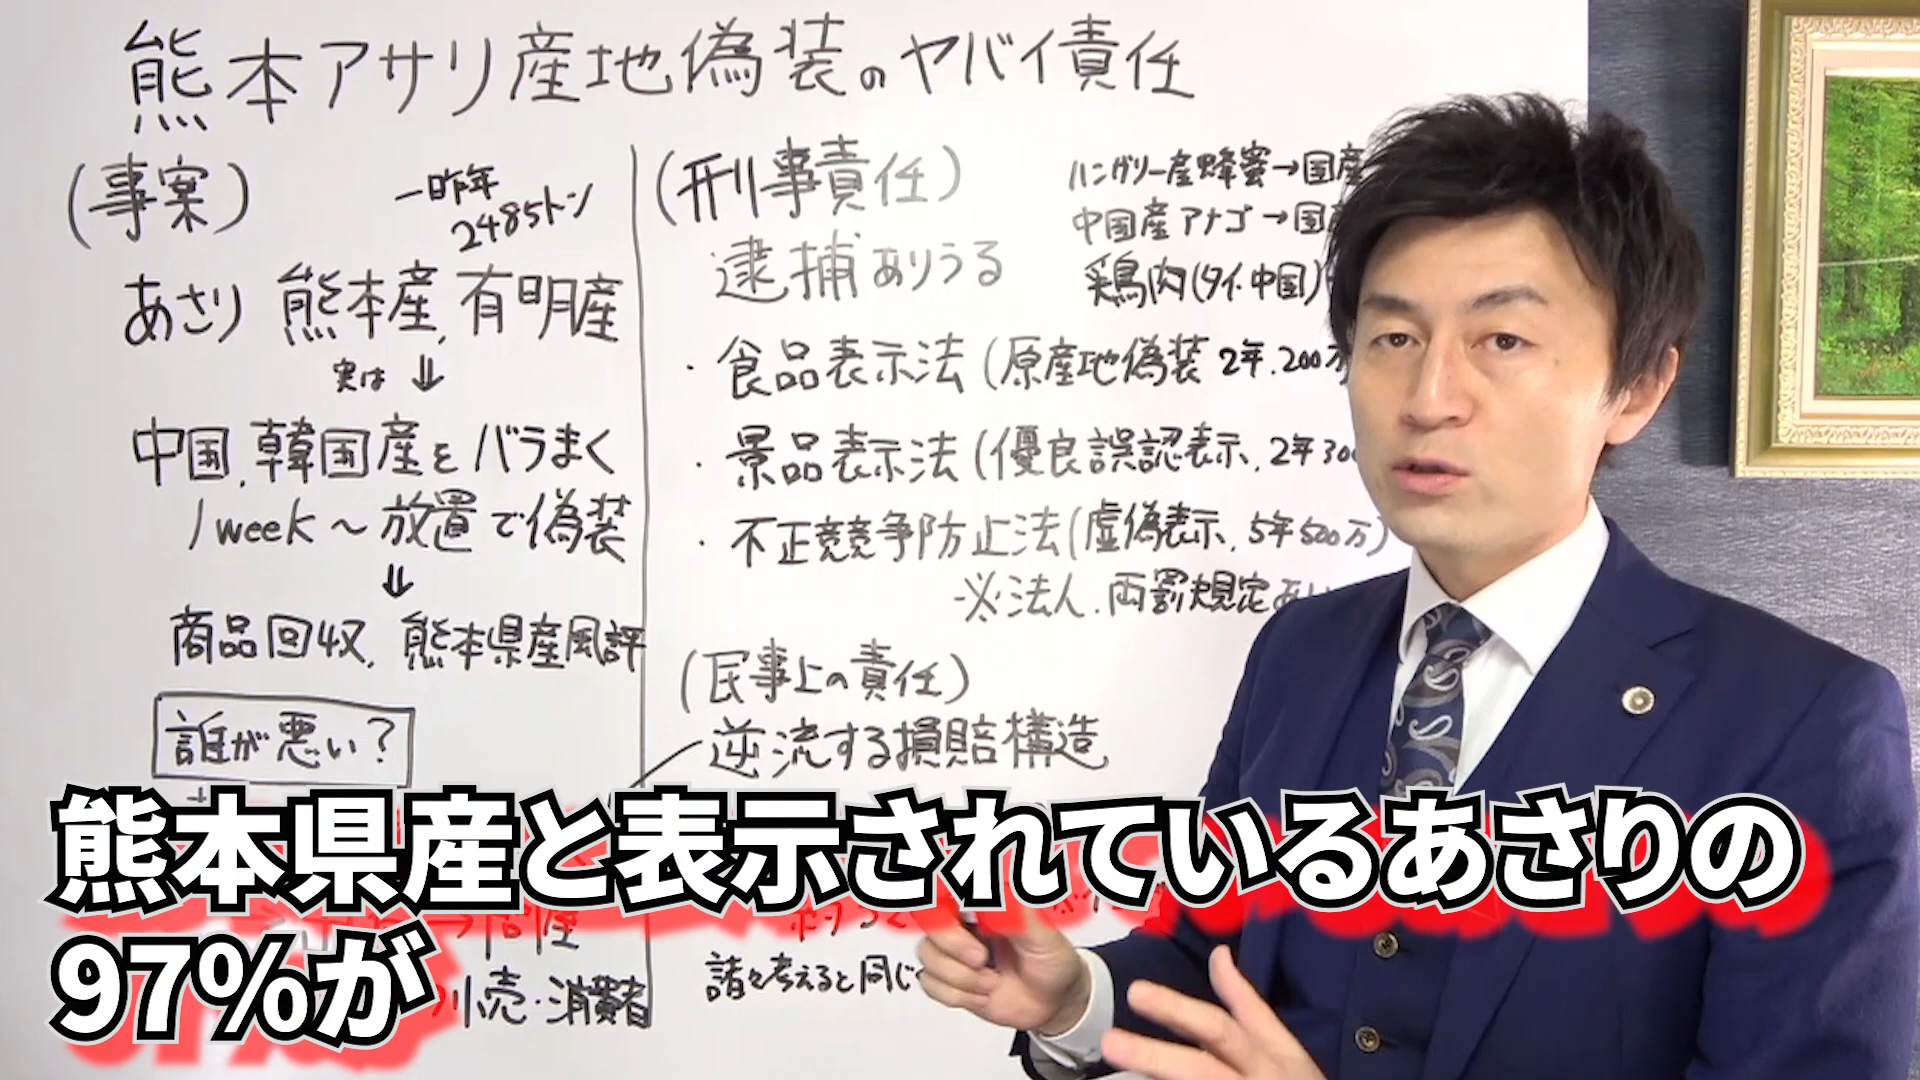 熊本アサリ産地偽装のヤバイ責任
(事案)
一昨年
2485トン
あさり 熊本産,有明産
実は ⇓
中国,韓国産をバラまく
1week～放置で偽装
⇓
商品回収,熊本県産風評
誰が悪い？
(刑事責任)
逮捕ありうる
ハンガリー産蜂蜜→国産
中国産アナゴ→国
鶏肉(タイ・中国)
・食品表示法(原産地偽装 2年.200万
・景品表示法(優良誤認表示,2年300
・不正競争防止法(虚偽表示,5年500万)
※法人.両罰規定あり
(民事上の責任)
逆流する損賠構造
熊本県産と表示されているあさりの
97%が
小売・消費者
諸々考えると同じく